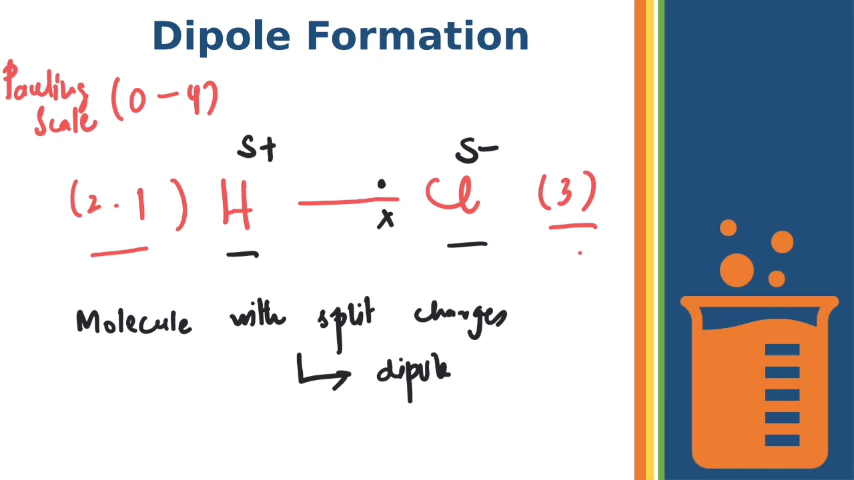 Dipole Formation
Pauling
Scale (0-4)
S+ S-
(2.1) H — Cl (3)
Molecule with split charges
↳ dipole